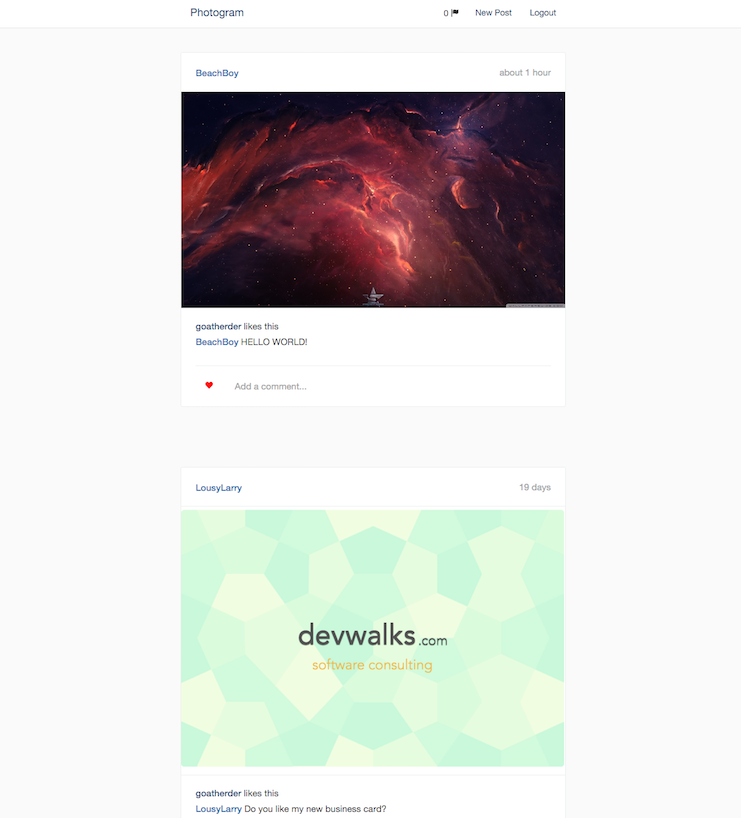 Photogram
0 New Post Logout
BeachBoy about 1 hour
goatherder likes this
BeachBoy HELLO WORLD!
Add a comment...
LousyLarry 19 days
devwalks.com
software consulting
goatherder likes this
LousyLarry Do you like my new business card?